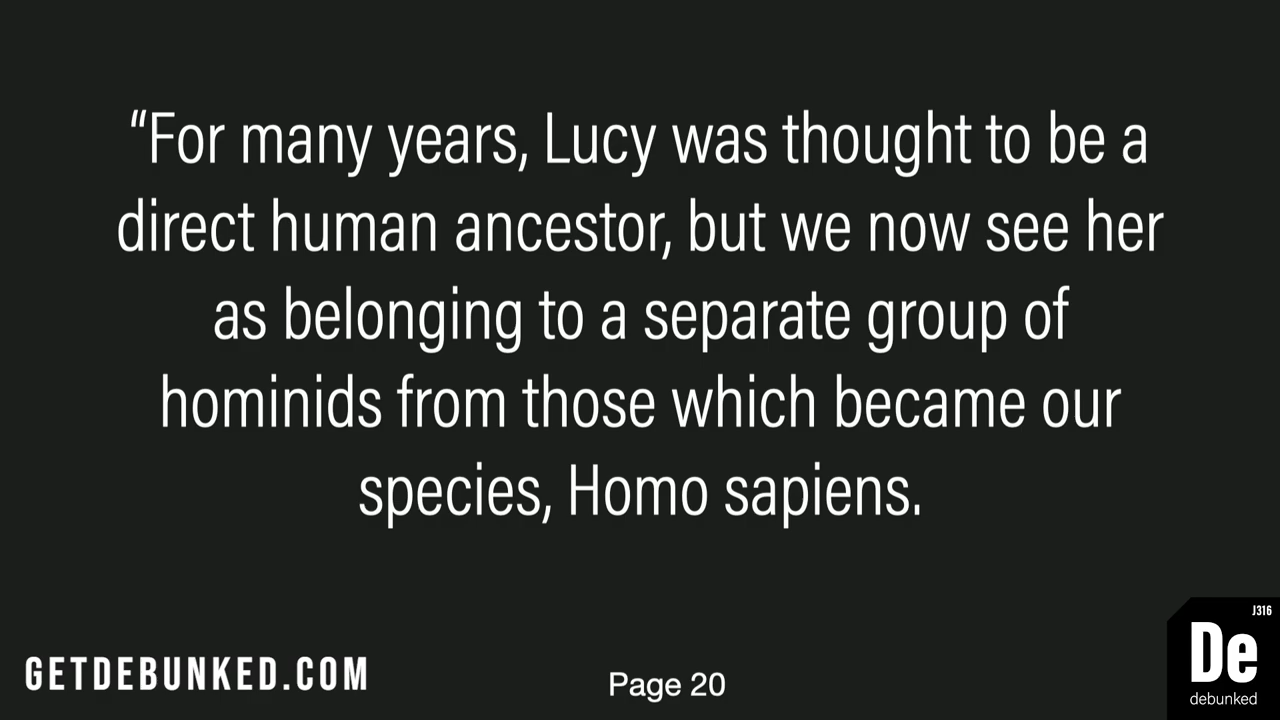 “For many years, Lucy was thought to be a
direct human ancestor, but we now see her
as belonging to a separate group of
hominids from those which became our
species, Homo sapiens.
J316
De
debunked
GETDEBUNKED.COM
Page 20